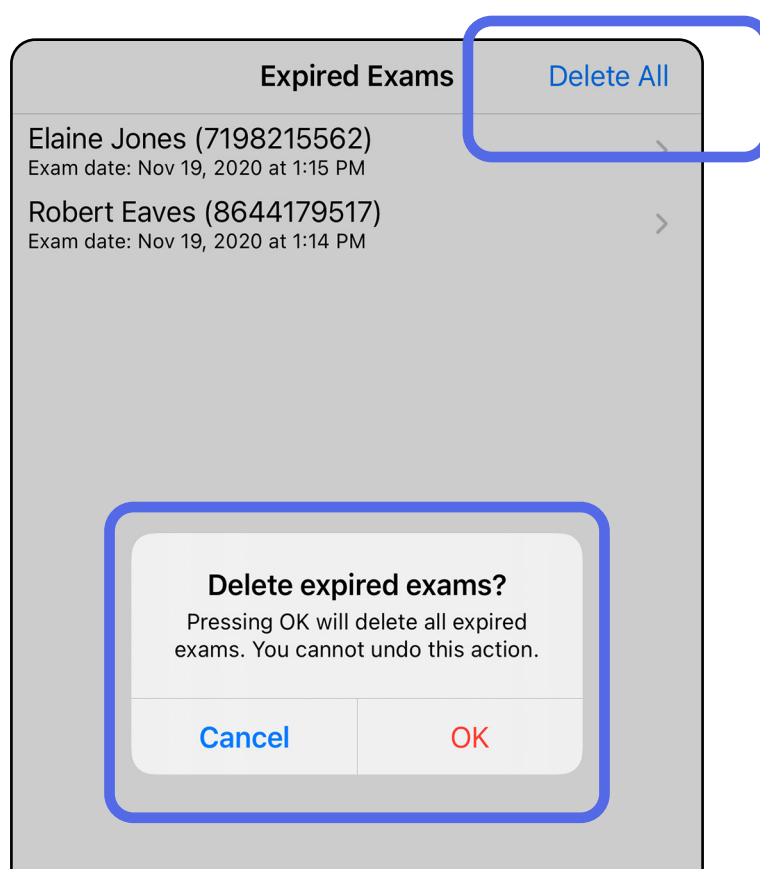 Expired Exams Delete All
Elaine Jones (7198215562)
Exam date: Nov 19, 2020 at 1:15 PM
Robert Eaves (8644179517)
Exam date: Nov 19, 2020 at 1:14 PM
Delete expired exams?
Pressing OK will delete all expired
exams. You cannot undo this action.
Cancel OK